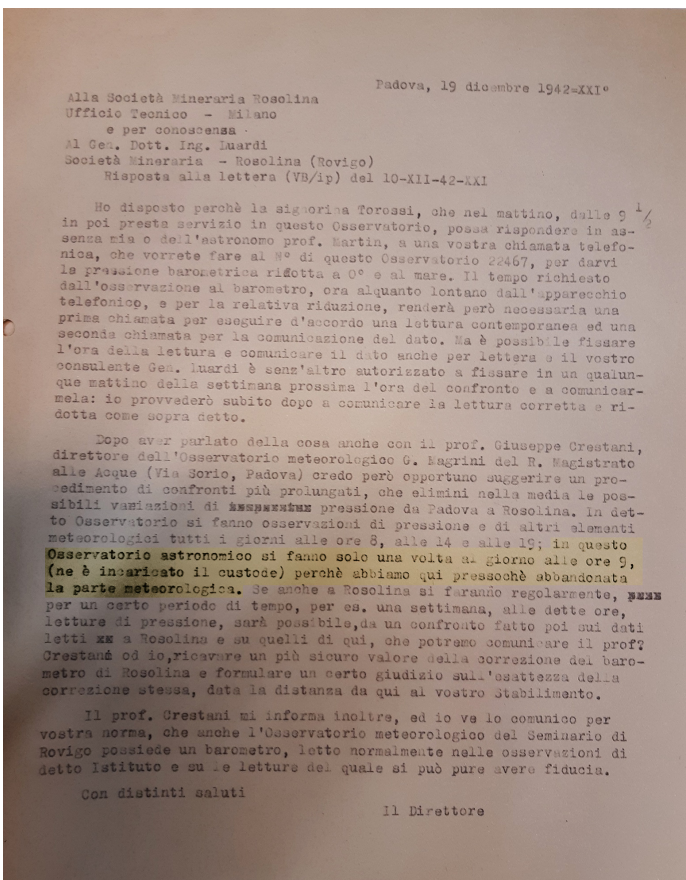 Padova, 19 dicembre 1942=XXI°
Alla Società Mineraria Rosolina
Ufficio Tecnico - Milano
e per conoscenza.
Al Gen. Dott. Ing. Luardi
Società Mineraria - Rosolina (Rovigo)
Risposta alla lettera (VB/ip) del 10-XII-42-XXI
Ho disposto perchè la signorina Torossi, che nel mattino, dalle 9 1/2
in poi presta servizio in questo Osservatorio, possa rispondere in as-
senza mia o dell'astronomo prof. Martin, a una vostra chiamata telefo-
nica, che vorrete fare al N° di questo Osservatorio 22467, per darvi
la pressione barometrica ridotta a 0° e al mare. Il tempo richiesto
dall'osservazione al barometro, ora alquanto lontano dall'apparecchio
telefonico, e per la relativa riduzione, renderà però necessaria una
prima chiamata per eseguire d'accordo una lettura contemporanea ed una
seconda chiamata per la comunicazione del dato. Ma è possibile fissare
l'ora della lettura e comunicare il dato anche per lettera e il vostro
consulente Gen. Luardi è senz'altro autorizzato a fissare in un qualun-
que mattino della settimana prossima l'ora del confronto e a comunicar-
mela: io provvederò subito dopo a comunicare la lettura corretta e ri-
dotta come sopra detto.
Dopo aver parlato della cosa anche con il prof. Giuseppe Crestani,
direttore dell'Osservatorio meteorologico G. Magrini del R. Magistrato
alle Acque (Via Sorio, Padova) credo però opportuno suggerire un pro-
cedimento di confronti più prolungati, che elimini nella media le pos-
sibili variazioni di pressione da Padova a Rosolina. In det-
to Osservatorio si fanno osservazioni di pressione e di altri elementi
meteorologici tutti i giorni alle ore 8, alle 14 e alle 19; in questo
Osservatorio astronomico si fanno solo una volta al giorno alle ore 9,
(ne è incaricato il custode) perchè abbiamo qui pressochè abbandonata
la parte meteorologica. Se anche a Rosolina si faranno regolarmente,
per un certo periodo di tempo, per es. una settimana, alle dette ore,
letture di pressione, sarà possibile,da un confronto fatto poi sui dati
letti a Rosolina e su quelli di qui, che potremo comunicare il prof.
Crestani od io,ricavare un più sicuro valore della correzione del baro-
metro di Rosolina e formulare un certo giudizio sull'esattezza della
correzione stessa, data la distanza da qui al vostro Stabilimento.
Il prof. Crestani mi informa inoltre, ed io ve lo comunico per
vostra norma, che anche l'Osservatorio meteorologico del Seminario di
Rovigo possiede un barometro, letto normalmente nelle osservazioni di
detto Istituto e su le letture del quale si può pure avere fiducia.
Con distinti saluti
Il Direttore